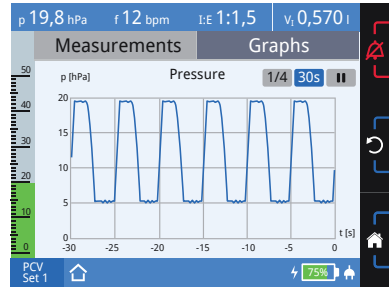 p 19,8 hPa f 12 bpm I:E 1:1,5 V₁ 0,570 l
Measurements Graphs
p [hPa] Pressure 1/4 30s
50
40
30
20
10
0
20
15
10
5
0
-30 -25 -20 -15 -10 -5 0
t [s]
PCV
Set 1
75%